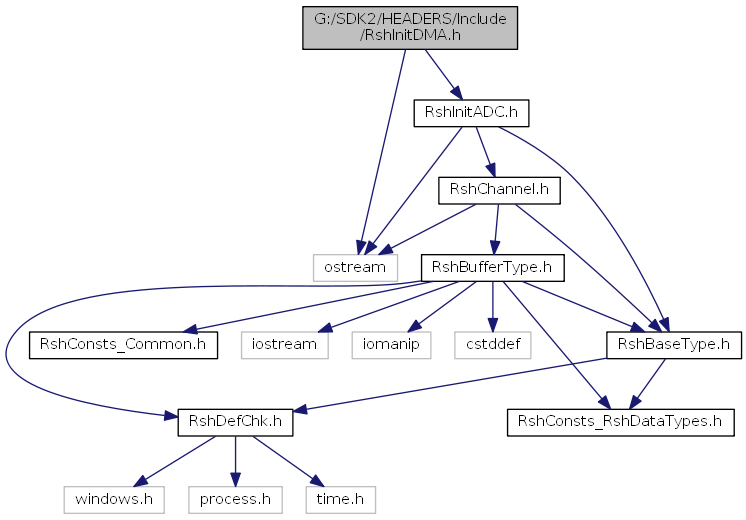 G:/SDK2/HEADERS/Include
/RshInitDMA.h
RshInitADC.h
RshChannel.h
ostream
RshBufferType.h
RshConsts_Common.h
iostream
iomanip
cstddef
RshBaseType.h
RshDefChk.h
RshConsts_RshDataTypes.h
windows.h
process.h
time.h